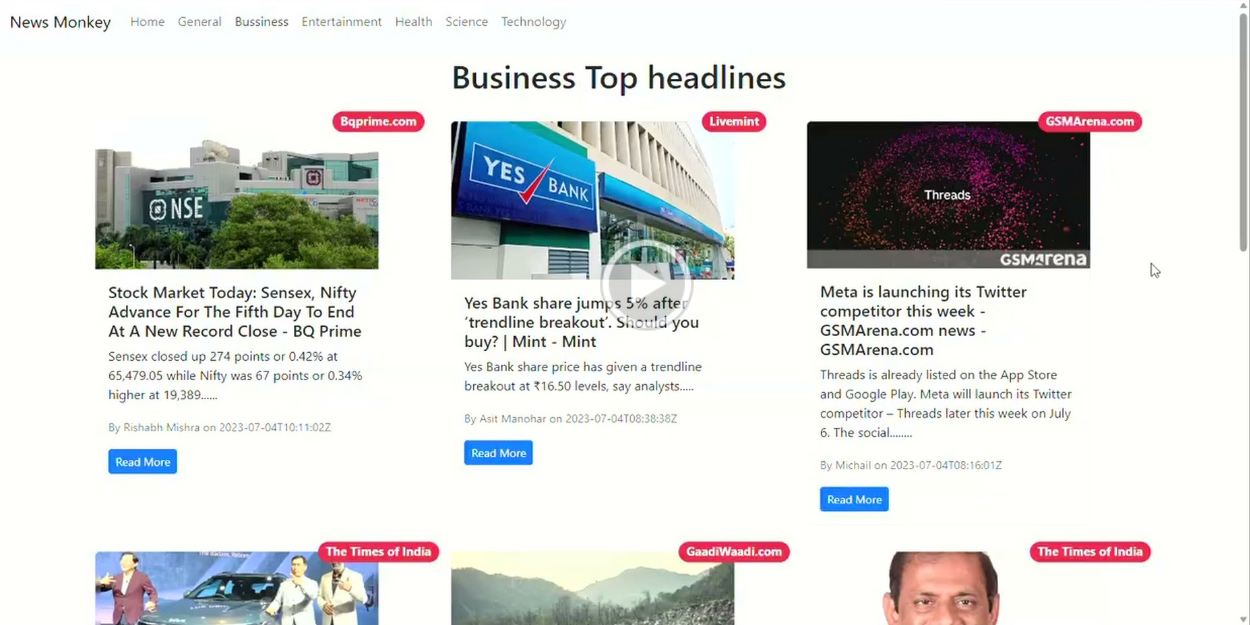 News Monkey Home General Bussiness Entertainment Health Science Technology
Business Top headlines
Bqprime.com
NSE
Stock Market Today: Sensex, Nifty
Advance For The Fifth Day To End
At A New Record Close - BQ Prime
Sensex closed up 274 points or 0.42% at
65,479.05 while Nifty was 67 points or 0.34%
higher at 19,389......
By Rishabh Mishra on 2023-07-04T10:11:02Z
Read More
Livemint
YES BANK
Yes Bank share jumps 5% after
‘trendline breakout’. Should you
buy? | Mint - Mint
Yes Bank share price has given a trendline
breakout at ₹16.50 levels, say analysts.....
By Asit Manohar on 2023-07-04T08:38:38Z
Read More
GSMArena.com
Threads
GSMArena
Meta is launching its Twitter
competitor this week -
GSMArena.com news -
GSMArena.com
Threads is already listed on the App Store
and Google Play. Meta will launch its Twitter
competitor – Threads later this week on July
6. The social........
By Michail on 2023-07-04T08:16:01Z
Read More
The Times of India
GaadiWaadi.com
The Times of India